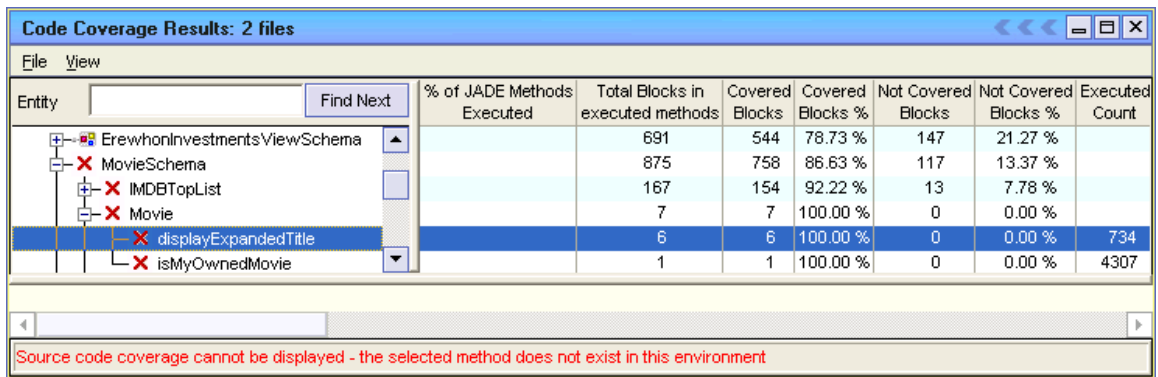 Code Coverage Results: 2 files
File View
Entity Find Next % of JADE Methods Executed Total Blocks in executed methods Covered Blocks Covered Blocks % Not Covered Blocks Not Covered Blocks % Executed Count
ErewhonInvestmentsViewSchema 691 544 78.73 % 147 21.27 %
MovieSchema 875 758 86.63 % 117 13.37 %
IMDBTopList 167 154 92.22 % 13 7.78 %
Movie 7 7 100.00 % 0 0.00 %
displayExpandedTitle 6 6 100.00 % 0 0.00 % 734
isMyOwnedMovie 1 1 100.00 % 0 0.00 % 4307
Source code coverage cannot be displayed - the selected method does not exist in this environment